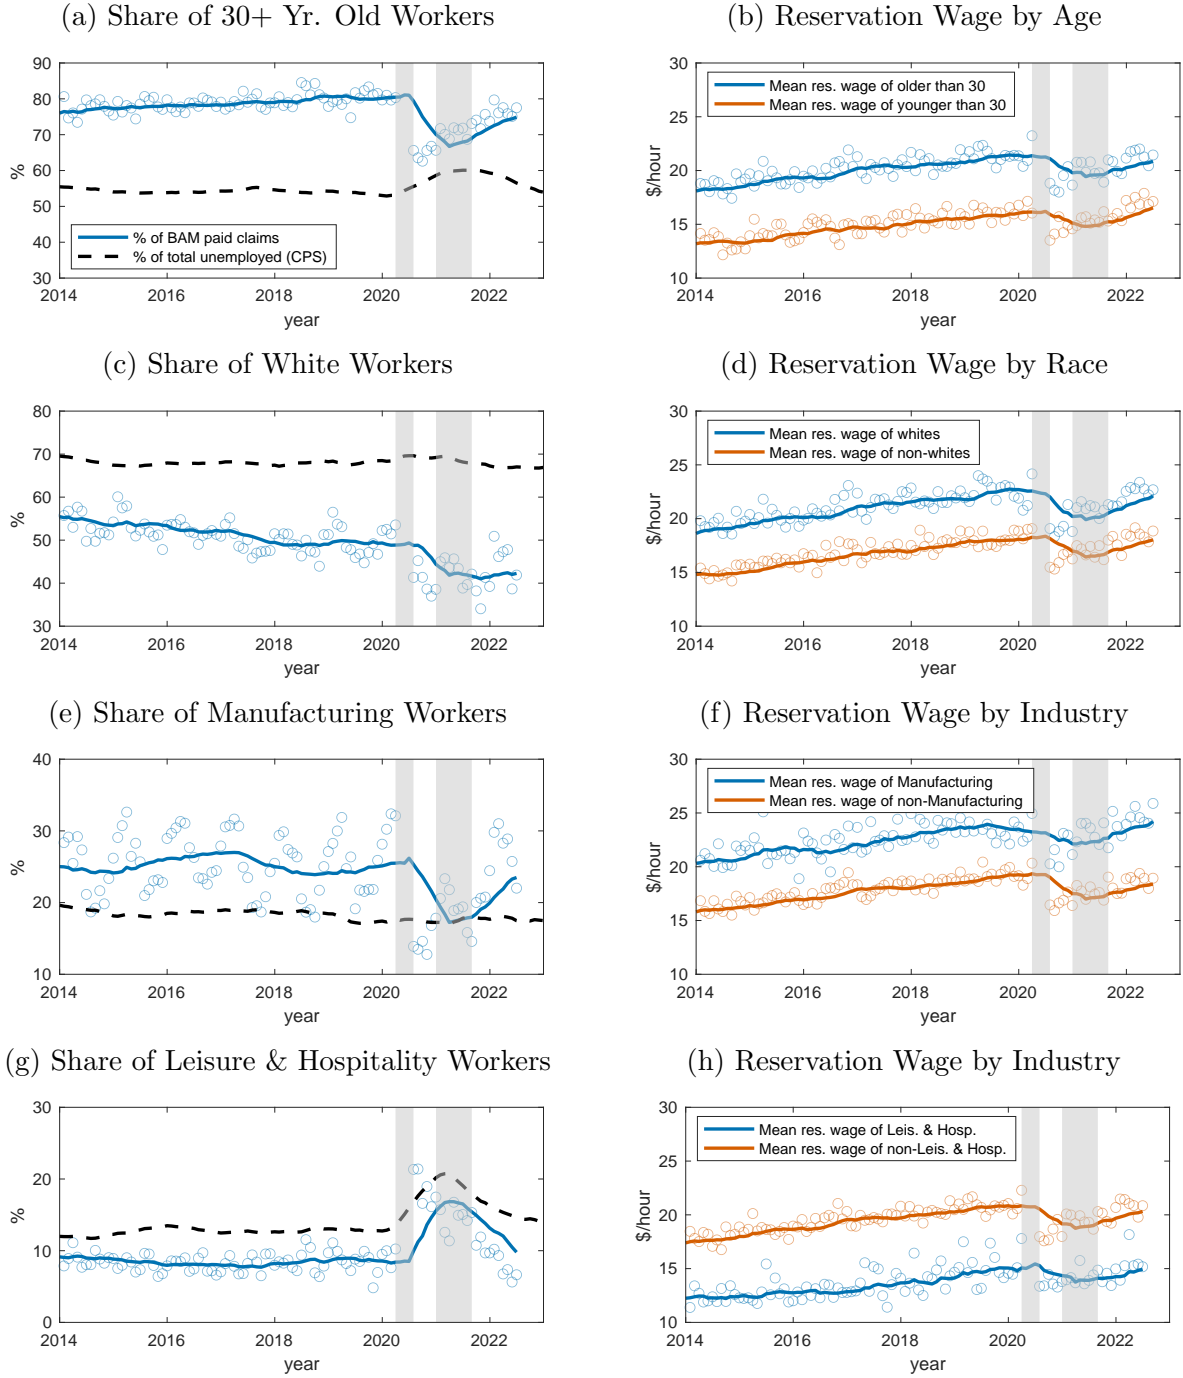 (a) Share of 30+ Yr. Old Workers
90
80
70
60
50
40
30
%
% of BAM paid claims
% of total unemployed (CPS)
2014 2016 2018 2020 2022
year
(b) Reservation Wage by Age
30
25
20
15
10
$/hour
Mean res. wage of older than 30
Mean res. wage of younger than 30
2014 2016 2018 2020 2022
year
(c) Share of White Workers
80
70
60
50
40
30
%
2014 2016 2018 2020 2022
year
(d) Reservation Wage by Race
30
25
20
15
10
$/hour
Mean res. wage of whites
Mean res. wage of non-whites
2014 2016 2018 2020 2022
year
(e) Share of Manufacturing Workers
40
30
20
10
%
2014 2016 2018 2020 2022
year
(f) Reservation Wage by Industry
30
25
20
15
10
$/hour
Mean res. wage of Manufacturing
Mean res. wage of non-Manufacturing
2014 2016 2018 2020 2022
year
(g) Share of Leisure & Hospitality Workers
30
20
10
0
%
2014 2016 2018 2020 2022
year
(h) Reservation Wage by Industry
30
25
20
15
10
$/hour
Mean res. wage of Leis. & Hosp.
Mean res. wage of non-Leis. & Hosp.
2014 2016 2018 2020 2022
year